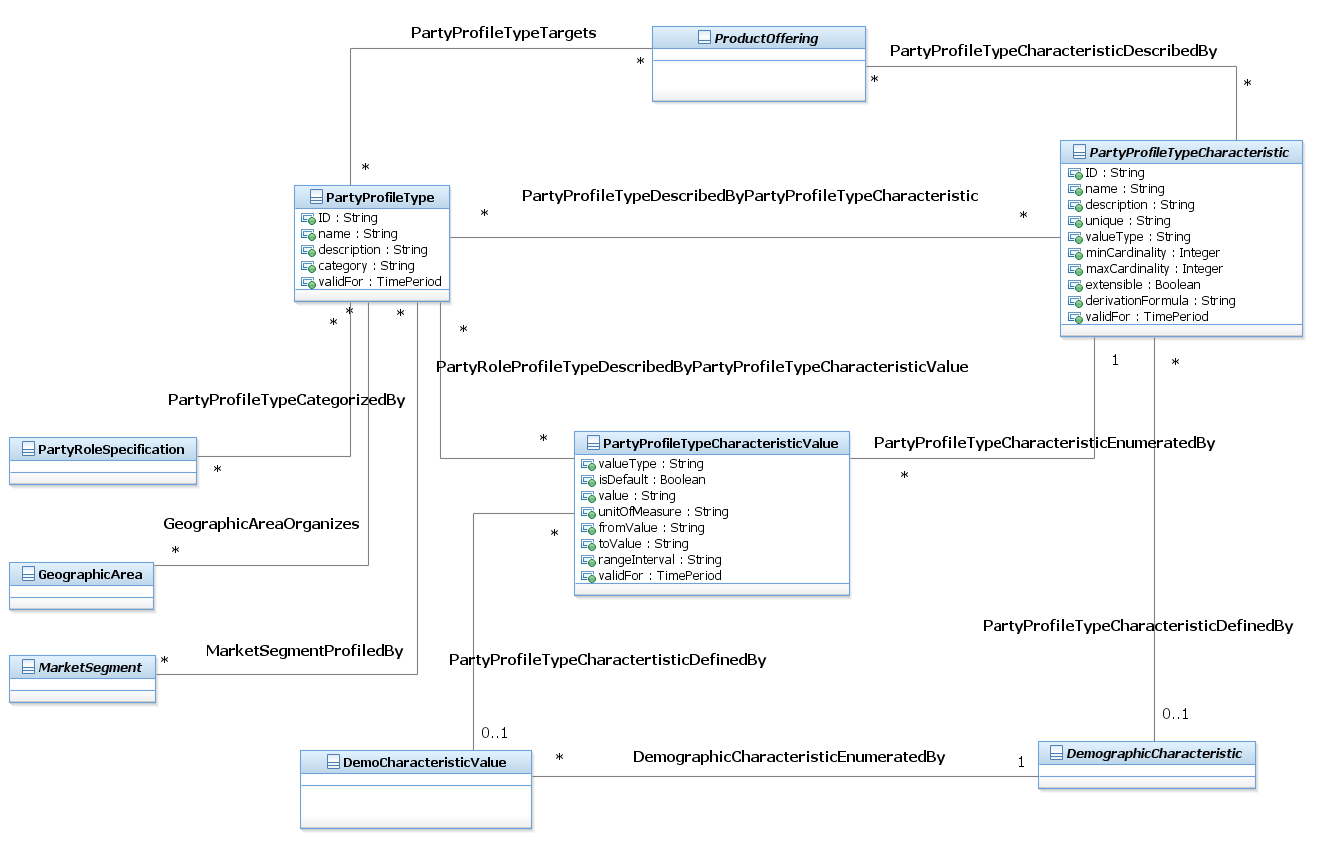 PartyProfileTypeTargets
ProductOffering
PartyProfileTypeCharacteristicDescribedBy
*
*
*
*
PartyProfileTypeCharacteristic
ID : String
name : String
description : String
unique : String
valueType : String
minCardinality : Integer
maxCardinality : Integer
extensible : Boolean
derivationFormula : String
validFor : TimePeriod
PartyProfileType
ID : String
name : String
description : String
category : String
validFor : TimePeriod
PartyProfileTypeDescribedByPartyProfileTypeCharacteristic
*
*
*
*
*
*
1
*
PartyRoleProfileTypeDescribedByPartyProfileTypeCharacteristicValue
PartyProfileTypeCategorizedBy
PartyRoleSpecification
*
*
PartyProfileTypeCharacteristicValue
valueType : String
isDefault : Boolean
value : String
unitOfMeasure : String
fromValue : String
toValue : String
rangeInterval : String
validFor : TimePeriod
PartyProfileTypeCharacteristicEnumeratedBy
*
GeographicAreaOrganizes
*
*
GeographicArea
PartyProfileTypeCharacteristicDefinedBy
MarketSegmentProfiledBy
*
MarketSegment
PartyProfileTypeCharactertisticDefinedBy
0..1
0..1
DemoCharacteristicValue
*
DemographicCharacteristicEnumeratedBy
1
DemographicCharacteristic